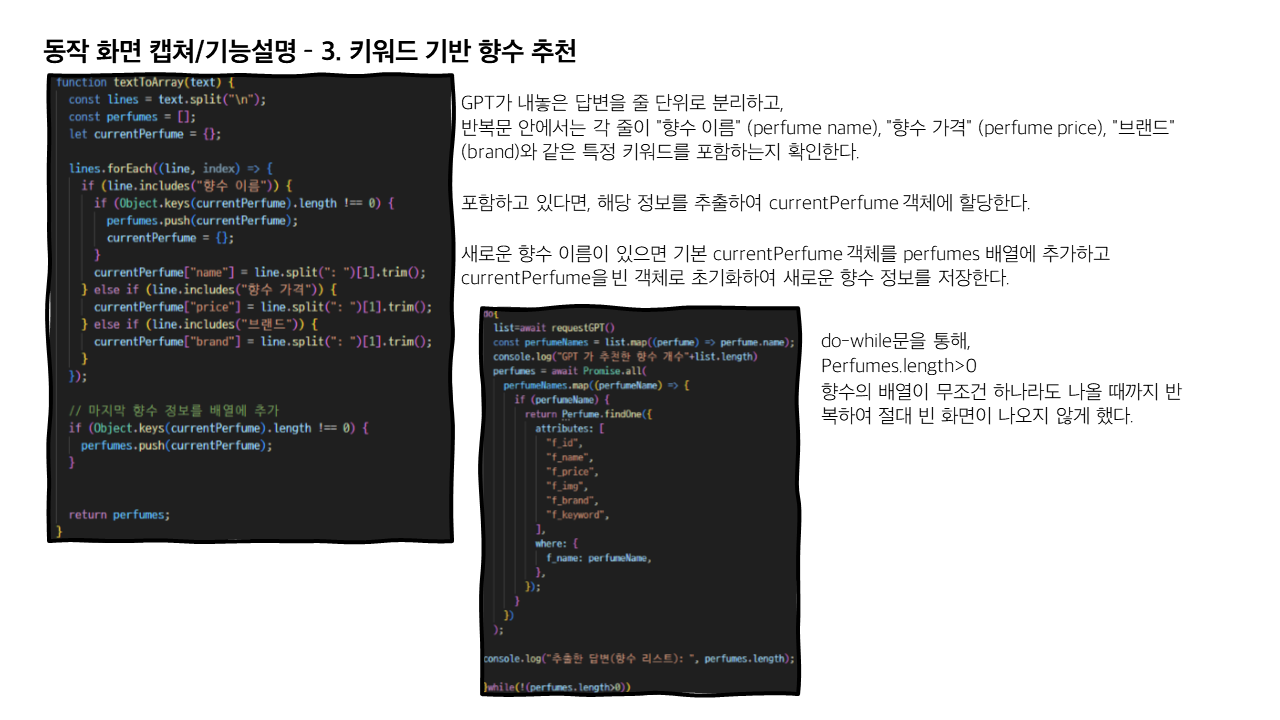 동작 화면 캡쳐/기능설명 - 3. 키워드 기반 향수 추천
function textToArray(text) {
const lines = text.split("\n");
const perfumes = [];
let currentPerfume = {};
lines.forEach((line, index) => {
if (line.includes("향수 이름")) {
if (Object.keys(currentPerfume).length !== 0) {
perfumes.push(currentPerfume);
currentPerfume = {};
}
currentPerfume["name"] = line.split(": ")[1].trim();
} else if (line.includes("향수 가격")) {
currentPerfume["price"] = line.split(": ")[1].trim();
} else if (line.includes("브랜드")) {
currentPerfume["brand"] = line.split(": ")[1].trim();
}
});
// 마지막 향수 정보를 배열에 추가
if (Object.keys(currentPerfume).length !== 0) {
perfumes.push(currentPerfume);
}
return perfumes;
}
GPT가 내놓은 답변을 줄 단위로 분리하고,
반복문 안에서는 각 줄이 "향수 이름" (perfume name), "향수 가격" (perfume price), "브랜드"
(brand)와 같은 특정 키워드를 포함하는지 확인한다.
포함하고 있다면, 해당 정보를 추출하여 currentPerfume 객체에 할당한다.
새로운 향수 이름이 있으면 기본 currentPerfume 객체를 perfumes 배열에 추가하고
currentPerfume을 빈 객체로 초기화하여 새로운 향수 정보를 저장한다.
do{
list=await requestGPT()
const perfumeNames = list.map((perfume) => perfume.name);
console.log("GPT 가 추천한 향수 개수"+list.length)
perfumes = await Promise.all(
perfumeNames.map((perfumeName) => {
if (perfumeName) {
return Perfume.findOne({
attributes: [
"f_id",
"f_name",
"f_price",
"f_img",
"f_brand",
"f_keyword",
],
where: {
f_name: perfumeName,
},
});
}
})
);
console.log("추출한 답변(향수 리스트): ", perfumes.length);
}while(!(perfumes.length>0))
do-while문을 통해,
Perfumes.length>0
향수의 배열이 무조건 하나라도 나올 때까지 반
복하여 절대 빈 화면이 나오지 않게 했다.